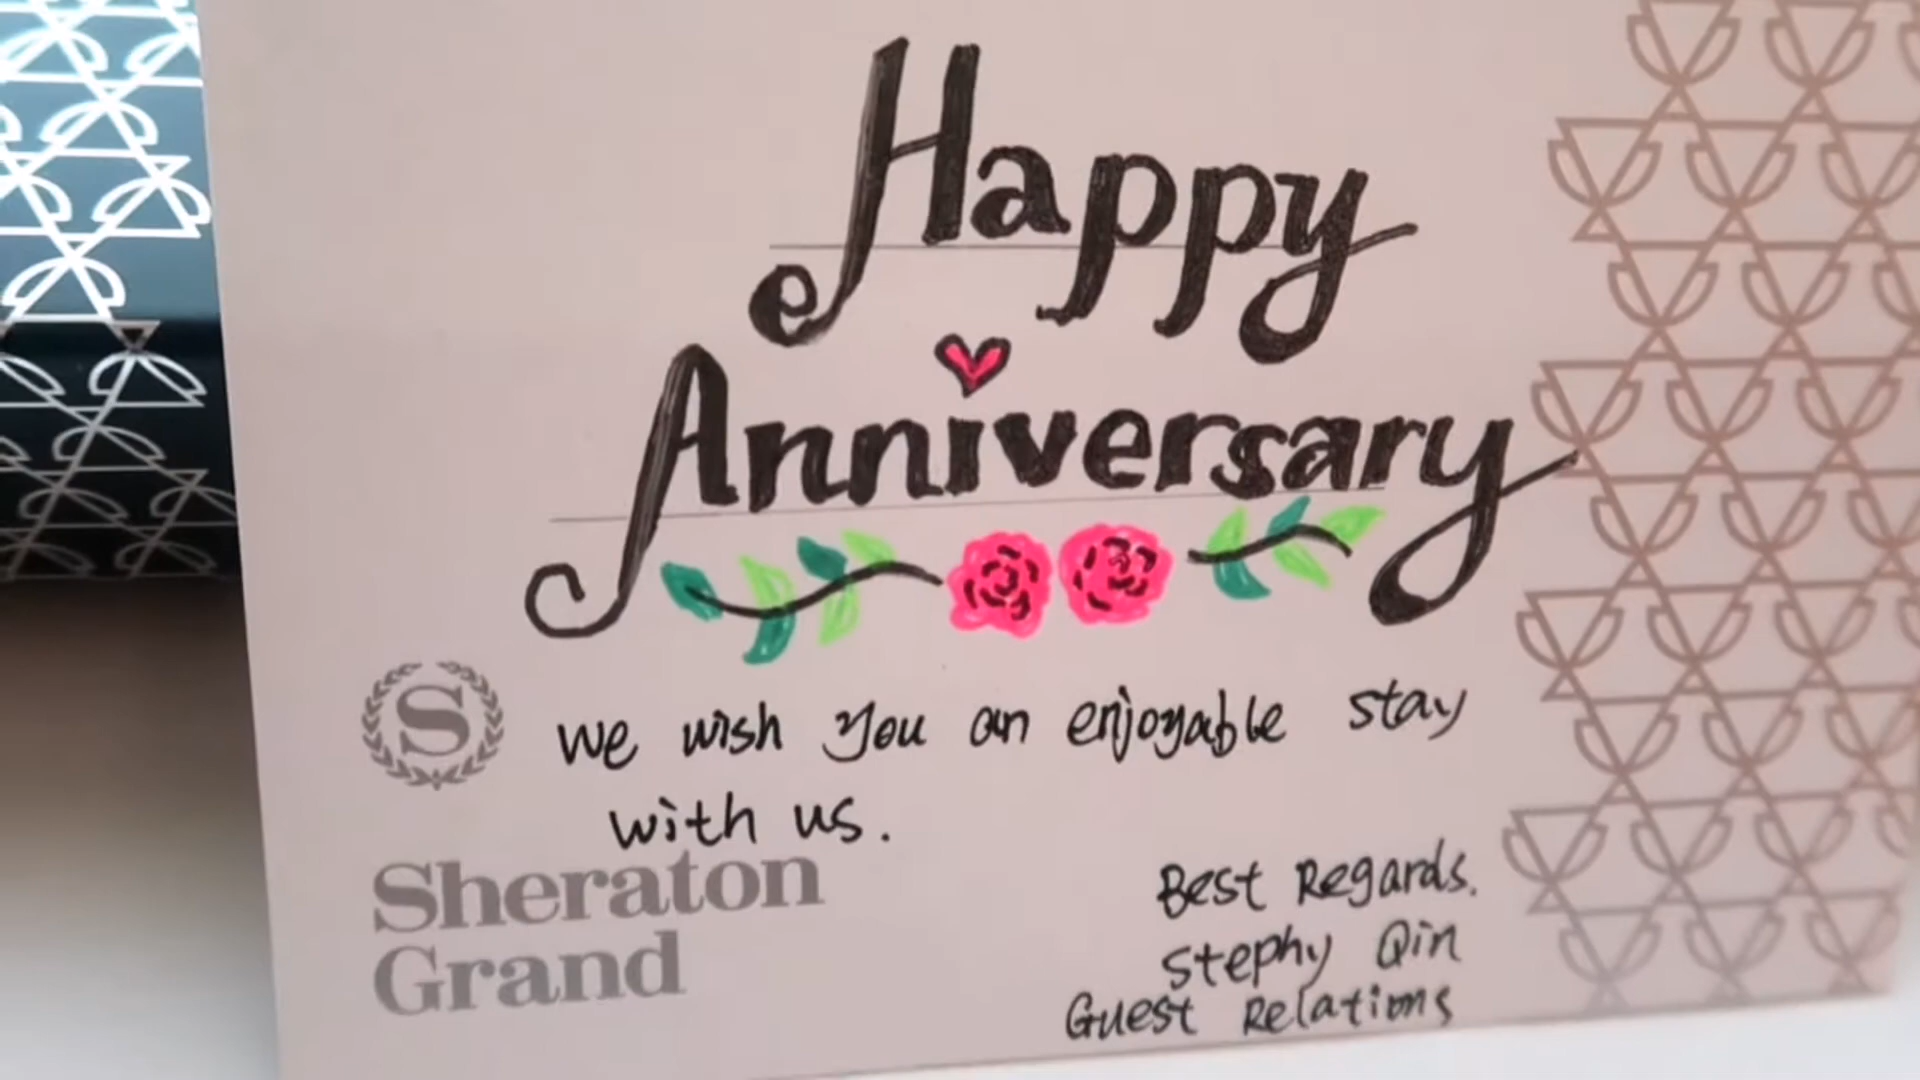 Happy
Anniversary
S
We wish You an enjoyable stay
with us.
Sheraton
Grand
Best Regards.
Stephy Qin
Guest Relations